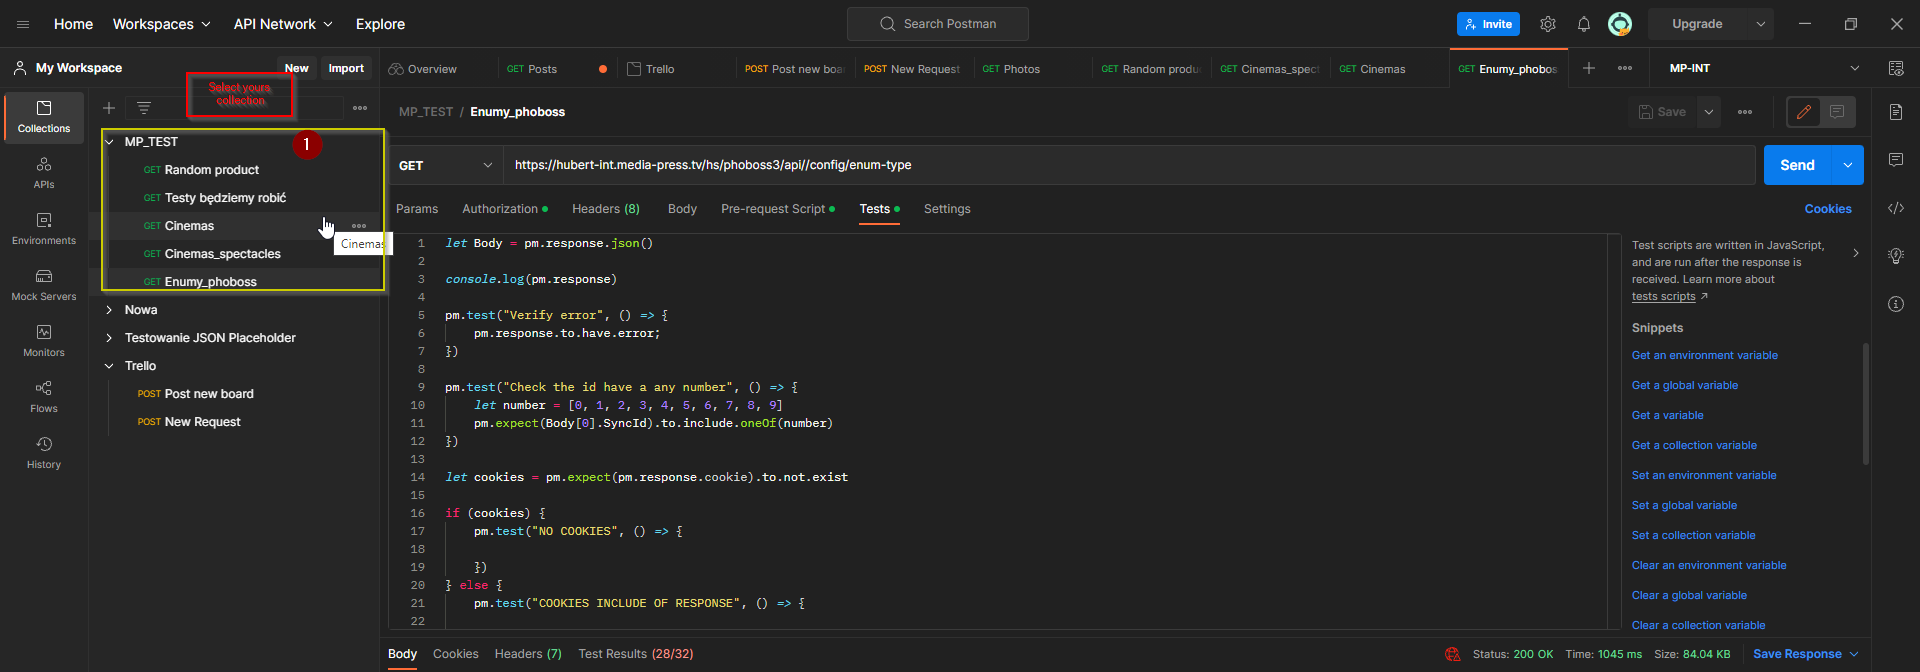 Home Workspaces API Network Explore Search Postman Invite Upgrade
My Workspace New Import Overview GET Posts Trello POST Post new boa GET New Request GET Photos GET Random produ GET Cinemas_spect GET Cinemas GET Enumy_phobos MP-INT
Select yours
collection
Collections
APIs
Environments
Mock Servers
Monitors
Flows
History
MP_TEST 1
GET Random product
GET Testy będziemy robić
GET Cinemas
Cinemas
GET Cinemas_spectacles
GET Enumy_phoboss
Nowa
Testowanie JSON Placeholder
Trello
POST Post new board
POST New Request
MP_TEST / Enumy_phoboss Save
GET https://hubert-int.media-press.tv/hs/phoboss3/api//config/enum-type Send
Params Authorization Headers (8) Body Pre-request Script Tests Settings Cookies
1 let Body = pm.response.json()
2
3 console.log(pm.response)
4
5 pm.test("Verify error", () => {
6 pm.response.to.have.error;
7 })
8
9 pm.test("Check the id have a any number", () => {
10 let number = [0, 1, 2, 3, 4, 5, 6, 7, 8, 9]
11 pm.expect(Body[0].SyncId).to.include.oneOf(number)
12 })
13
14 let cookies = pm.expect(pm.response.cookie).to.not.exist
15
16 if (cookies) {
17 pm.test("NO COOKIES", () => {
18
19 })
20 } else {
21 pm.test("COOKIES INCLUDE OF RESPONSE", () => {
22
Test scripts are written in JavaScript,
and are run after the response is
received. Learn more about
tests scripts ↗
Snippets
Get an environment variable
Get a global variable
Get a variable
Get a collection variable
Set an environment variable
Set a global variable
Set a collection variable
Clear an environment variable
Clear a global variable
Clear a collection variable
Body Cookies Headers (7) Test Results (28/32) Status: 200 OK Time: 1045 ms Size: 84.04 KB Save Response